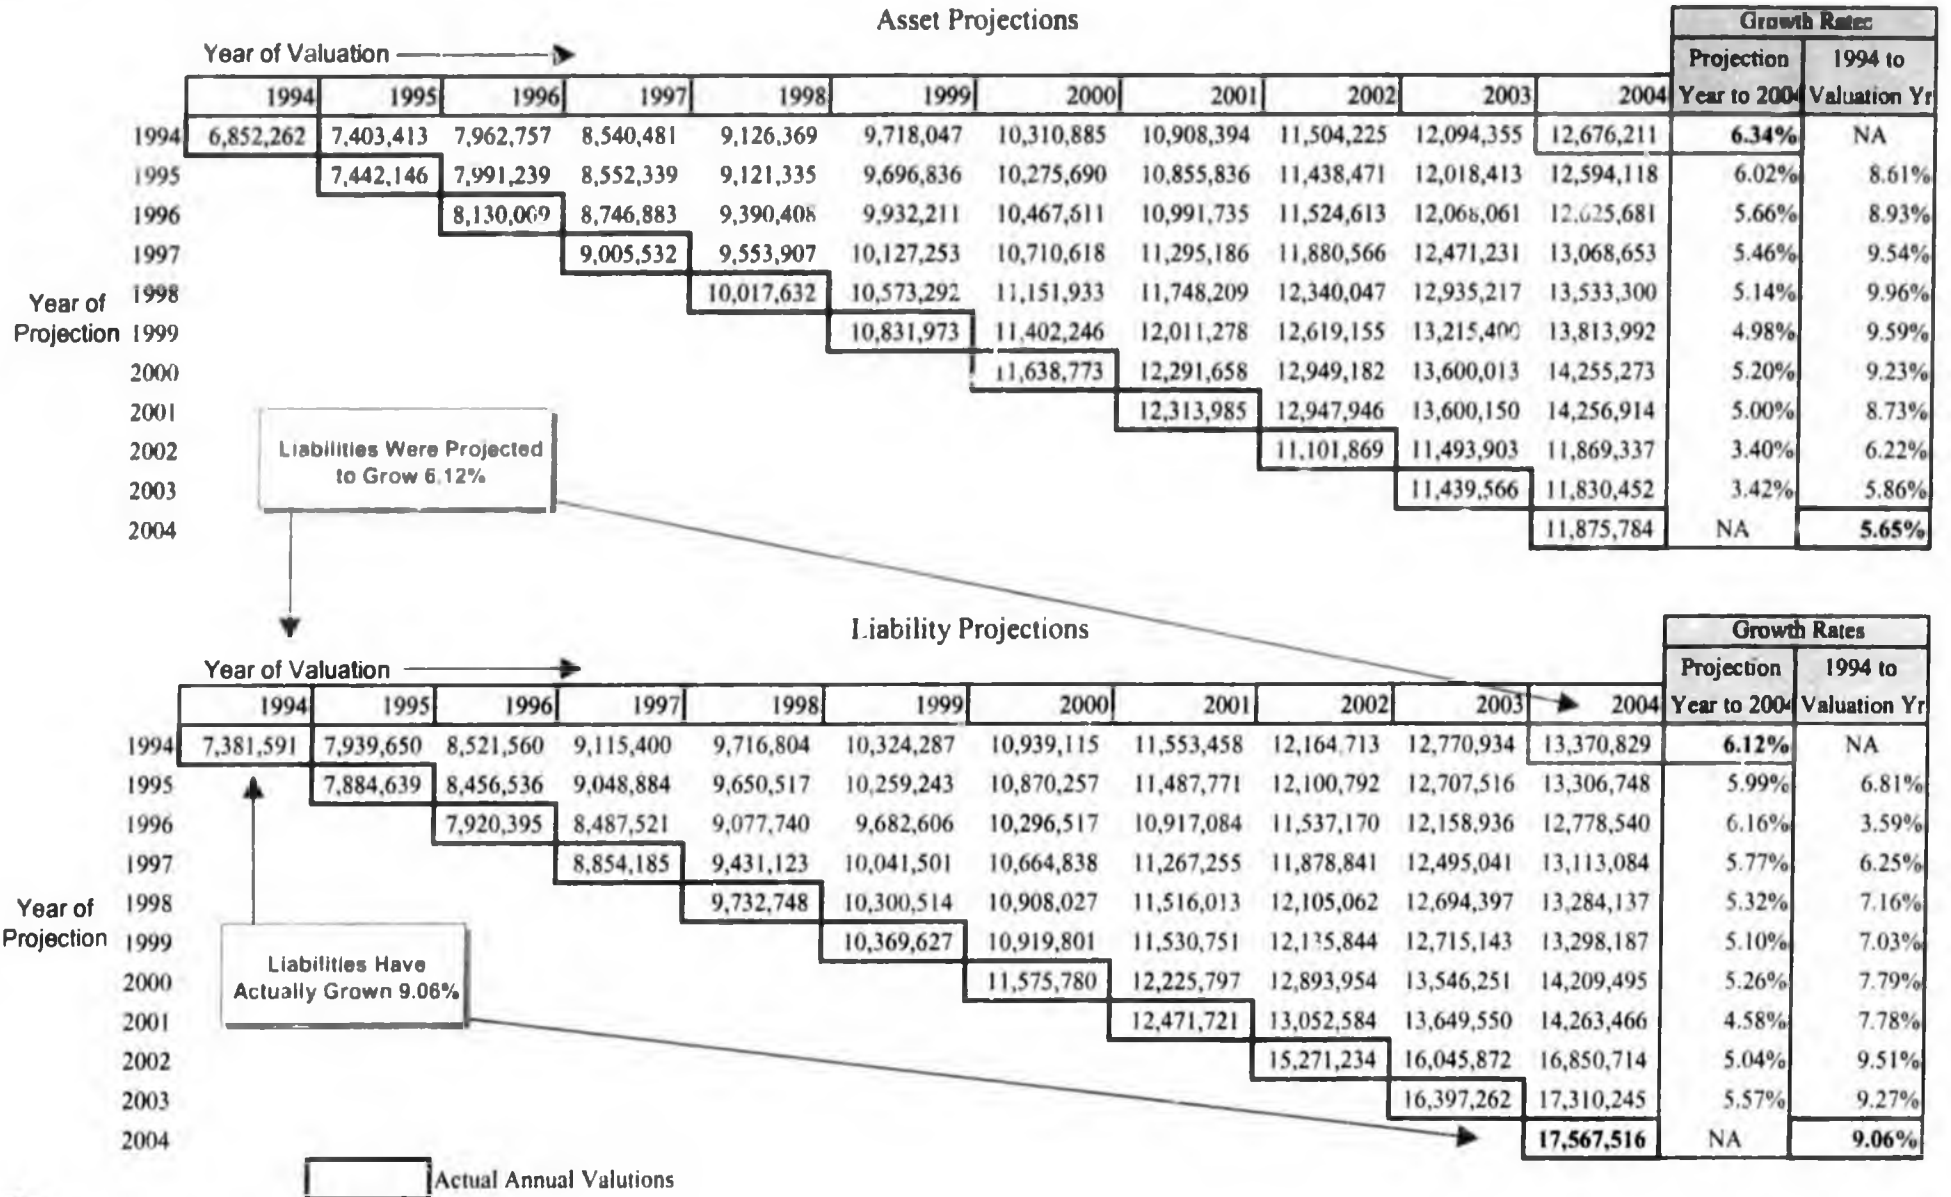 Asset Projections
Growth Rates
Year of Valuation
Projection 1994 to
1994 1995 1996 1997 1998 1999 2000 2001 2002 2003 2004 Year to 2004 Valuation Yr
1994 6,852,262 7,403,413 7,962,757 8,540,481 9,126,369 9,718,047 10,310,885 10,908,394 11,504,225 12,094,355 12,676,211 6.34% NA
1995 7,442,146 7,991,239 8,552,339 9,121,335 9,696,836 10,275,690 10,855,836 11,438,471 12,018,413 12,594,118 6.02% 8.61%
1996 8,130,069 8,746,883 9,390,408 9,932,211 10,467,611 10,991,735 11,524,613 12,068,061 12,625,681 5.66% 8.93%
1997 9,005,532 9,553,907 10,127,253 10,710,618 11,295,186 11,880,566 12,471,231 13,068,653 5.46% 9.54%
Year of
Projection
1998 10,017,632 10,573,292 11,151,933 11,748,209 12,340,047 12,935,217 13,533,300 5.14% 9.96%
1999 10,831,973 11,402,246 12,011,278 12,619,155 13,215,400 13,813,992 4.98% 9.59%
2000 11,638,773 12,291,658 12,949,182 13,600,013 14,255,273 5.20% 9.23%
2001 12,313,985 12,947,946 13,600,150 14,256,914 5.00% 8.73%
2002 11,101,869 11,493,903 11,869,337 3.40% 6.22%
2003 11,439,566 11,830,452 3.42% 5.86%
2004 11,875,784 NA 5.65%
Liabilities Were Projected
to Grow 6.12%
Liability Projections
Growth Rates
Year of Valuation
Projection 1994 to
1994 1995 1996 1997 1998 1999 2000 2001 2002 2003 2004 Year to 2004 Valuation Yr
1994 7,381,591 7,939,650 8,521,560 9,115,400 9,716,804 10,324,287 10,939,115 11,553,458 12,164,713 12,770,934 13,370,829 6.12% NA
1995 7,884,639 8,456,536 9,048,884 9,650,517 10,259,243 10,870,257 11,487,771 12,100,792 12,707,516 13,306,748 5.99% 6.81%
1996 7,920,395 8,487,521 9,077,740 9,682,606 10,296,517 10,917,084 11,537,170 12,158,936 12,778,540 6.16% 3.59%
1997 8,854,185 9,431,123 10,041,501 10,664,838 11,267,255 11,878,841 12,495,041 13,113,084 5.77% 6.25%
Year of
Projection
1998 9,732,748 10,300,514 10,908,027 11,516,013 12,105,062 12,694,397 13,284,137 5.32% 7.16%
1999 10,369,627 10,919,801 11,530,751 12,135,844 12,715,143 13,298,187 5.10% 7.03%
2000 11,575,780 12,225,797 12,893,954 13,546,251 14,209,495 5.26% 7.79%
2001 12,471,721 13,052,584 13,649,550 14,263,466 4.58% 7.78%
2002 15,271,234 16,045,872 16,850,714 5.04% 9.51%
2003 16,397,262 17,310,245 5.57% 9.27%
2004 17,567,516 NA 9.06%
Liabilities Have
Actually Grown 9.06%
Actual Annual Valutions